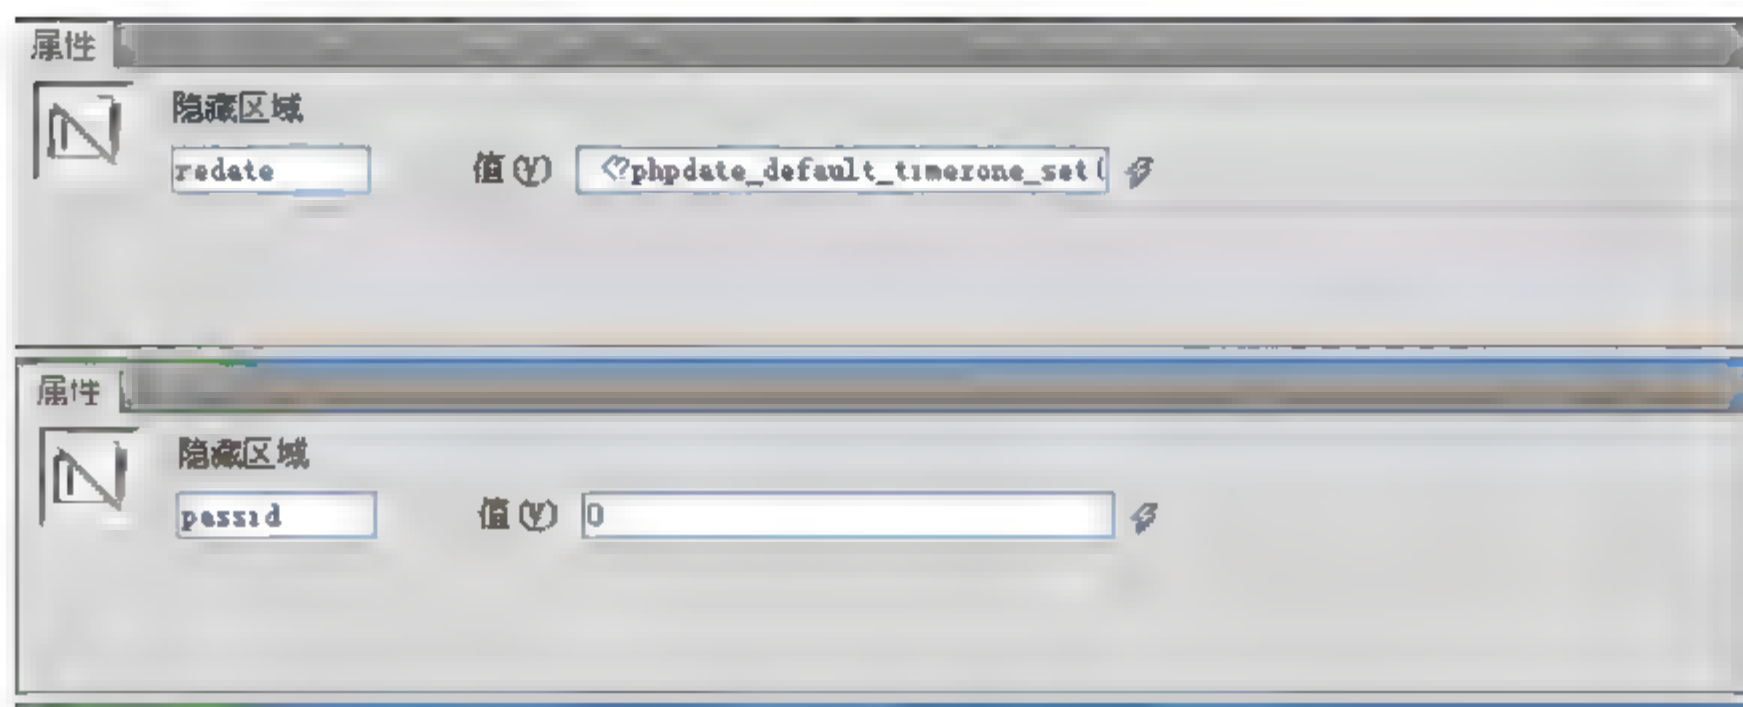 属性
隐藏区域
redate 值(V) <?phpdate_default_timezone_set(
属性
隐藏区域
passid 值(V) 0